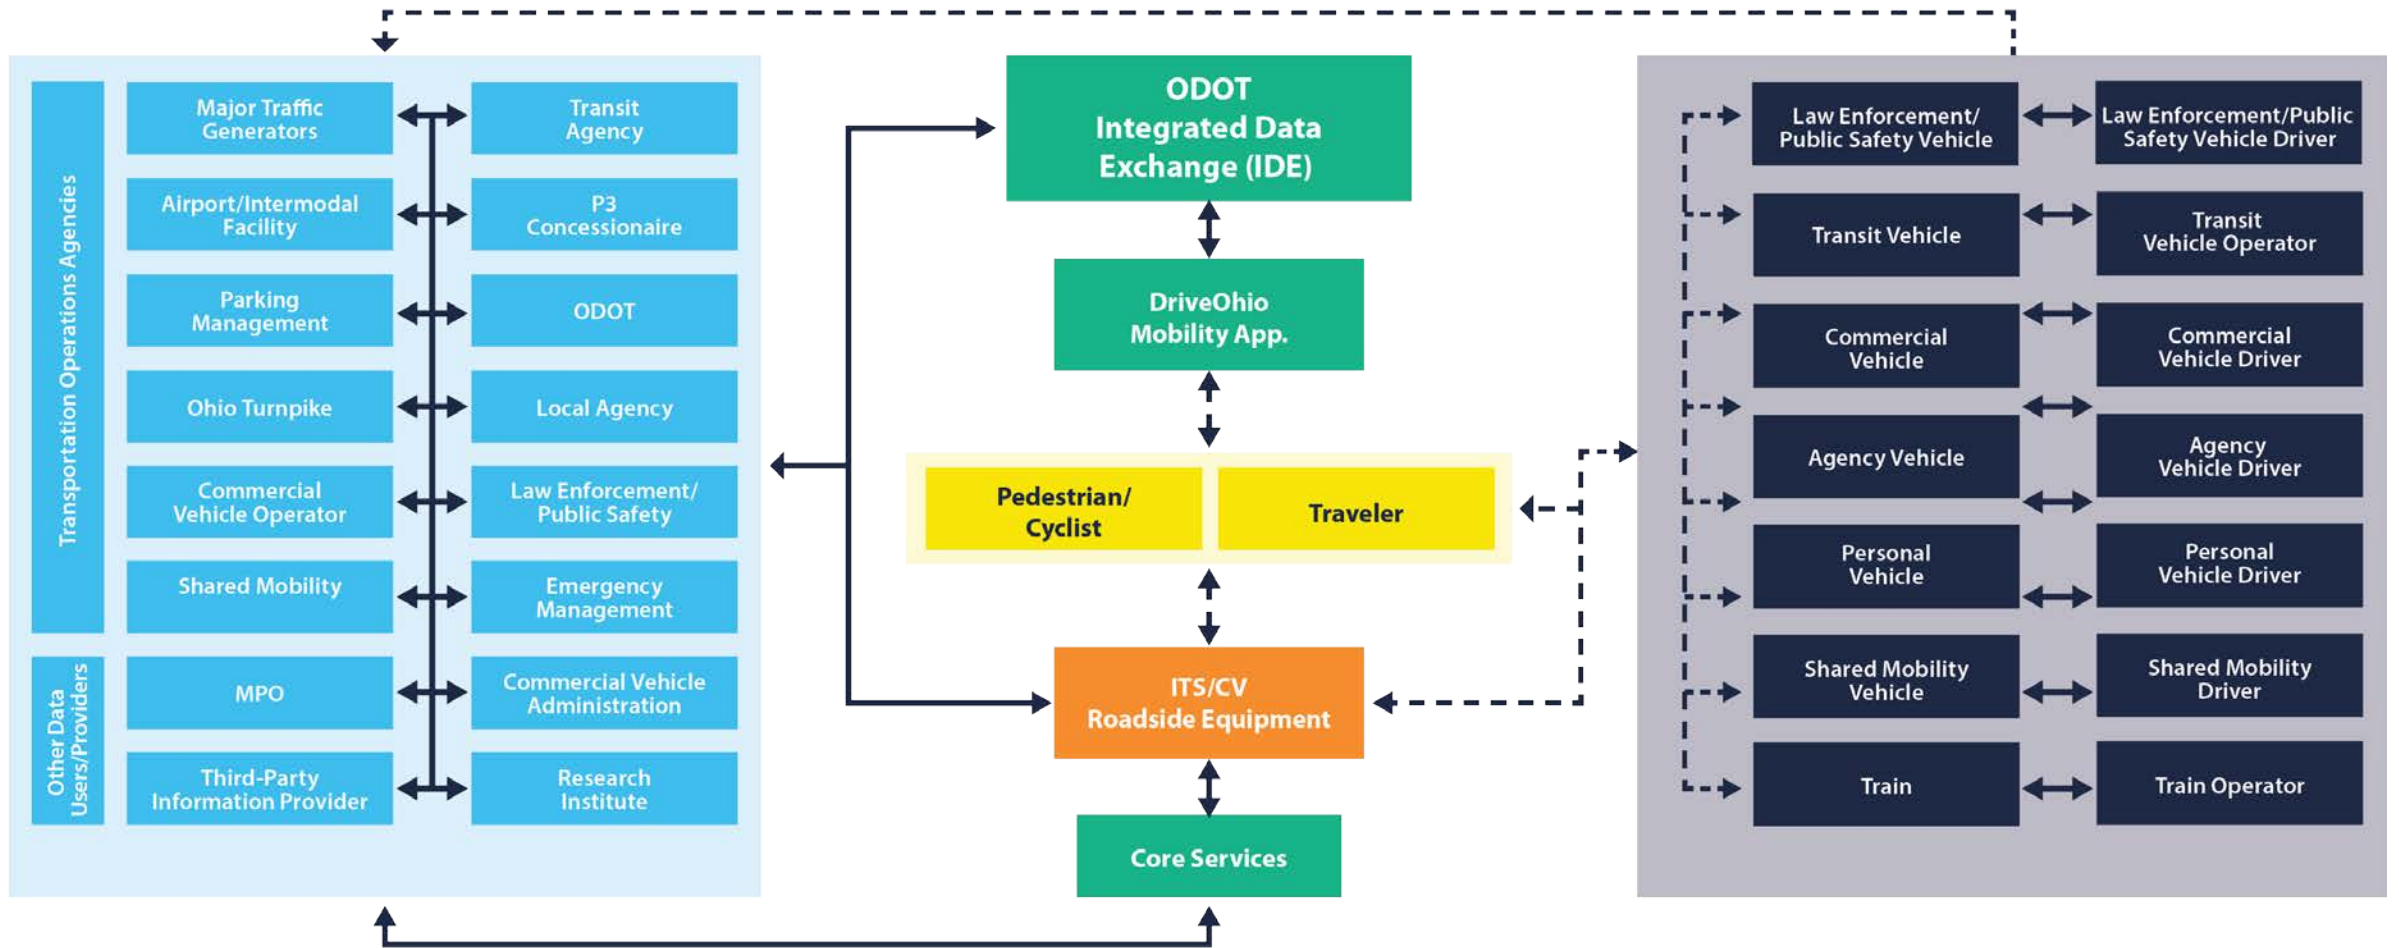 Transportation Operations Agencies
Major Traffic
Generators
Transit
Agency
Airport/Intermodal
Facility
P3
Concessionaire
Parking
Management
ODOT
Ohio Turnpike
Local Agency
Commercial
Vehicle Operator
Law Enforcement/
Public Safety
Shared Mobility
Emergency
Management
Other Data
Users/Providers
MPO
Commercial Vehicle
Administration
Third-Party
Information Provider
Research
Institute
ODOT
Integrated Data
Exchange (IDE)
DriveOhio
Mobility App.
Pedestrian/
Cyclist
Traveler
ITS/CV
Roadside Equipment
Core Services
Law Enforcement/
Public Safety Vehicle
Law Enforcement/Public
Safety Vehicle Driver
Transit Vehicle
Transit
Vehicle Operator
Commercial
Vehicle
Commercial
Vehicle Driver
Agency Vehicle
Agency
Vehicle Driver
Personal
Vehicle
Personal
Vehicle Driver
Shared Mobility
Vehicle
Shared Mobility
Driver
Train
Train Operator